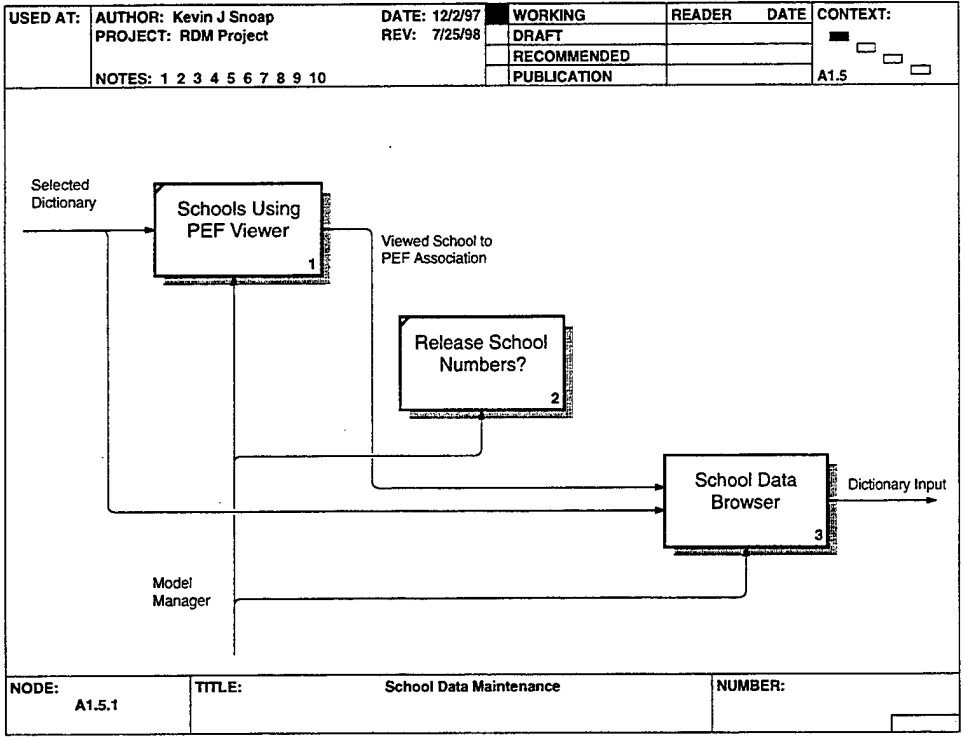 USED AT: AUTHOR: Kevin J Snoap DATE: 12/2/97 WORKING READER DATE CONTEXT:
PROJECT: RDM Project REV: 7/25/98 DRAFT
RECOMMENDED
NOTES: 1 2 3 4 5 6 7 8 9 10 PUBLICATION A1.5
Selected
Dictionary
Schools Using
PEF Viewer
1
Viewed School to
PEF Association
Release School
Numbers?
2
School Data
Browser
3
Dictionary Input
Model
Manager
NODE: TITLE: School Data Maintenance NUMBER:
A1.5.1